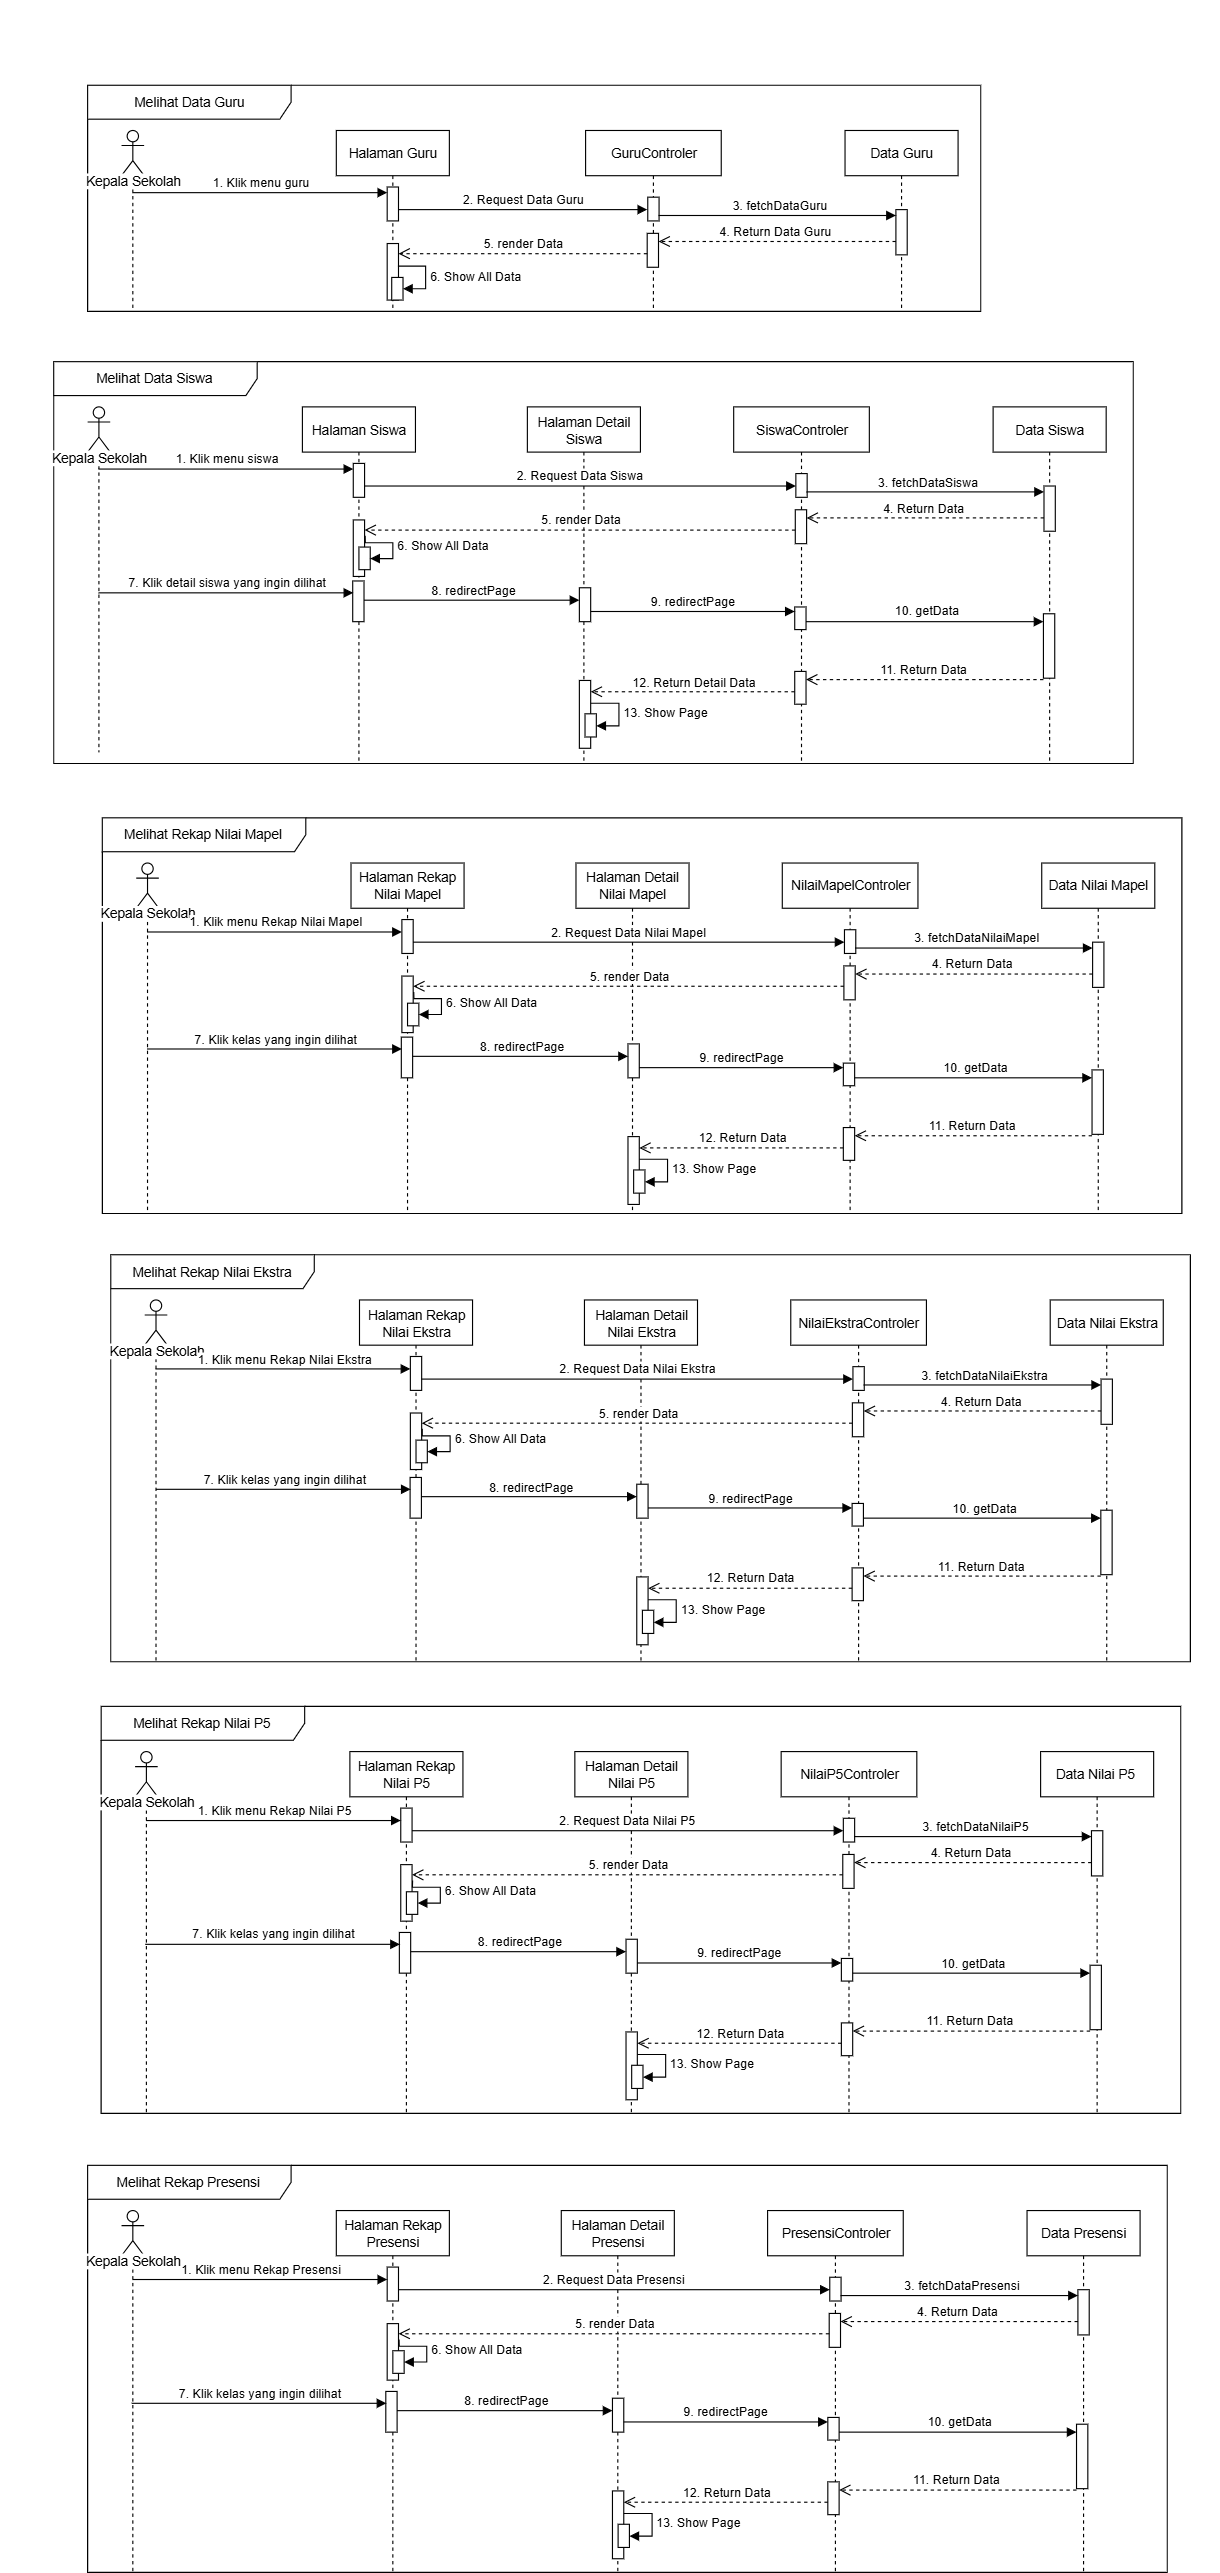 Melihat Data Guru
Kepala Sekolah
Halaman Guru
GuruControler
Data Guru
1. Klik menu guru
2. Request Data Guru
3. fetchDataGuru
4. Return Data Guru
5. render Data
6. Show All Data
Melihat Data Siswa
Kepala Sekolah
Halaman Siswa
Halaman Detail
Siswa
SiswaControler
Data Siswa
1. Klik menu siswa
2. Request Data Siswa
3. fetchDataSiswa
4. Return Data
5. render Data
6. Show All Data
7. Klik detail siswa yang ingin dilihat
8. redirectPage
9. redirectPage
10. getData
11. Return Data
12. Return Detail Data
13. Show Page
Melihat Rekap Nilai Mapel
Kepala Sekolah
Halaman Rekap
Nilai Mapel
Halaman Detail
Nilai Mapel
NilaiMapelControler
Data Nilai Mapel
1. Klik menu Rekap Nilai Mapel
2. Request Data Nilai Mapel
3. fetchDataNilaiMapel
4. Return Data
5. render Data
6. Show All Data
7. Klik kelas yang ingin dilihat
8. redirectPage
9. redirectPage
10. getData
11. Return Data
12. Return Data
13. Show Page
Melihat Rekap Nilai Ekstra
Kepala Sekolah
Halaman Rekap
Nilai Ekstra
Halaman Detail
Nilai Ekstra
NilaiEkstraControler
Data Nilai Ekstra
1. Klik menu Rekap Nilai Ekstra
2. Request Data Nilai Ekstra
3. fetchDataNilaiEkstra
4. Return Data
5. render Data
6. Show All Data
7. Klik kelas yang ingin dilihat
8. redirectPage
9. redirectPage
10. getData
11. Return Data
12. Return Data
13. Show Page
Melihat Rekap Nilai P5
Kepala Sekolah
Halaman Rekap
Nilai P5
Halaman Detail
Nilai P5
NilaiP5Controler
Data Nilai P5
1. Klik menu Rekap Nilai P5
2. Request Data Nilai P5
3. fetchDataNilaiP5
4. Return Data
5. render Data
6. Show All Data
7. Klik kelas yang ingin dilihat
8. redirectPage
9. redirectPage
10. getData
11. Return Data
12. Return Data
13. Show Page
Melihat Rekap Presensi
Kepala Sekolah
Halaman Rekap
Presensi
Halaman Detail
Presensi
PresensiControler
Data Presensi
1. Klik menu Rekap Presensi
2. Request Data Presensi
3. fetchDataPresensi
4. Return Data
5. render Data
6. Show All Data
7. Klik kelas yang ingin dilihat
8. redirectPage
9. redirectPage
10. getData
11. Return Data
12. Return Data
13. Show Page